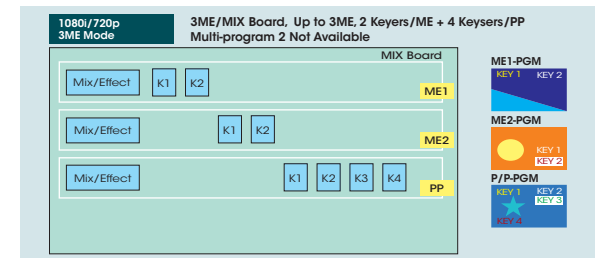 1080i/720p
3ME Mode
3ME/MIX Board, Up to 3ME, 2 Keyers/ME + 4 Keysers/PP
Multi-program 2 Not Available
MIX Board
Mix/Effect K1 K2
ME1
Mix/Effect K1 K2
ME2
Mix/Effect K1 K2 K3 K4
PP
ME1-PGM
KEY 1 KEY 2
ME2-PGM
KEY 1
KEY 2
P/P-PGM
KEY 1 KEY 2
KEY 3
KEY 4